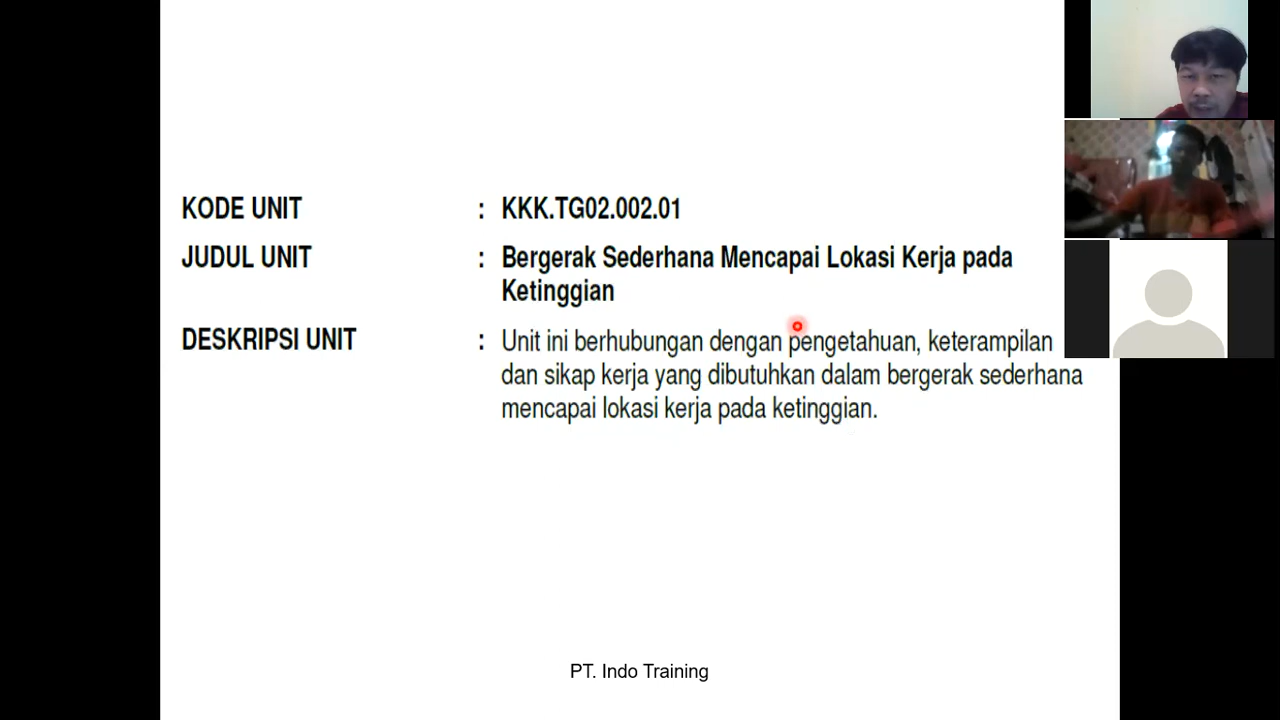 KODE UNIT : KKK.TG02.002.01
JUDUL UNIT : Bergerak Sederhana Mencapai Lokasi Kerja pada
Ketinggian
DESKRIPSI UNIT : Unit ini berhubungan dengan pengetahuan, keterampilan
dan sikap kerja yang dibutuhkan dalam bergerak sederhana
mencapai lokasi kerja pada ketinggian.
PT. Indo Training